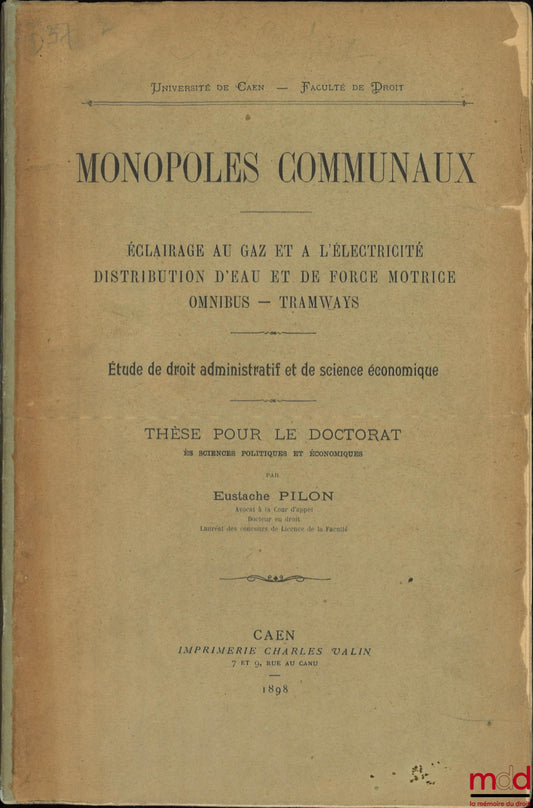 Université de Caen — Faculté de Droit
MONOPOLES COMMUNAUX
ÉCLAIRAGE AU GAZ ET A L'ÉLECTRICITÉ
DISTRIBUTION D'EAU ET DE FORCE MOTRICE
OMNIBUS — TRAMWAYS
Étude de droit administratif et de science économique
THÈSE POUR LE DOCTORAT
ÈS SCIENCES POLITIQUES ET ÉCONOMIQUES
PAR
Eustache PILON
Avocat à la Cour d'appel
Docteur en droit
Lauréat des concours de Licence de la Faculté
CAEN
IMPRIMERIE CHARLES VALIN
7 ET 9, RUE AU CANU
1898
mdd
la mémoire du droit